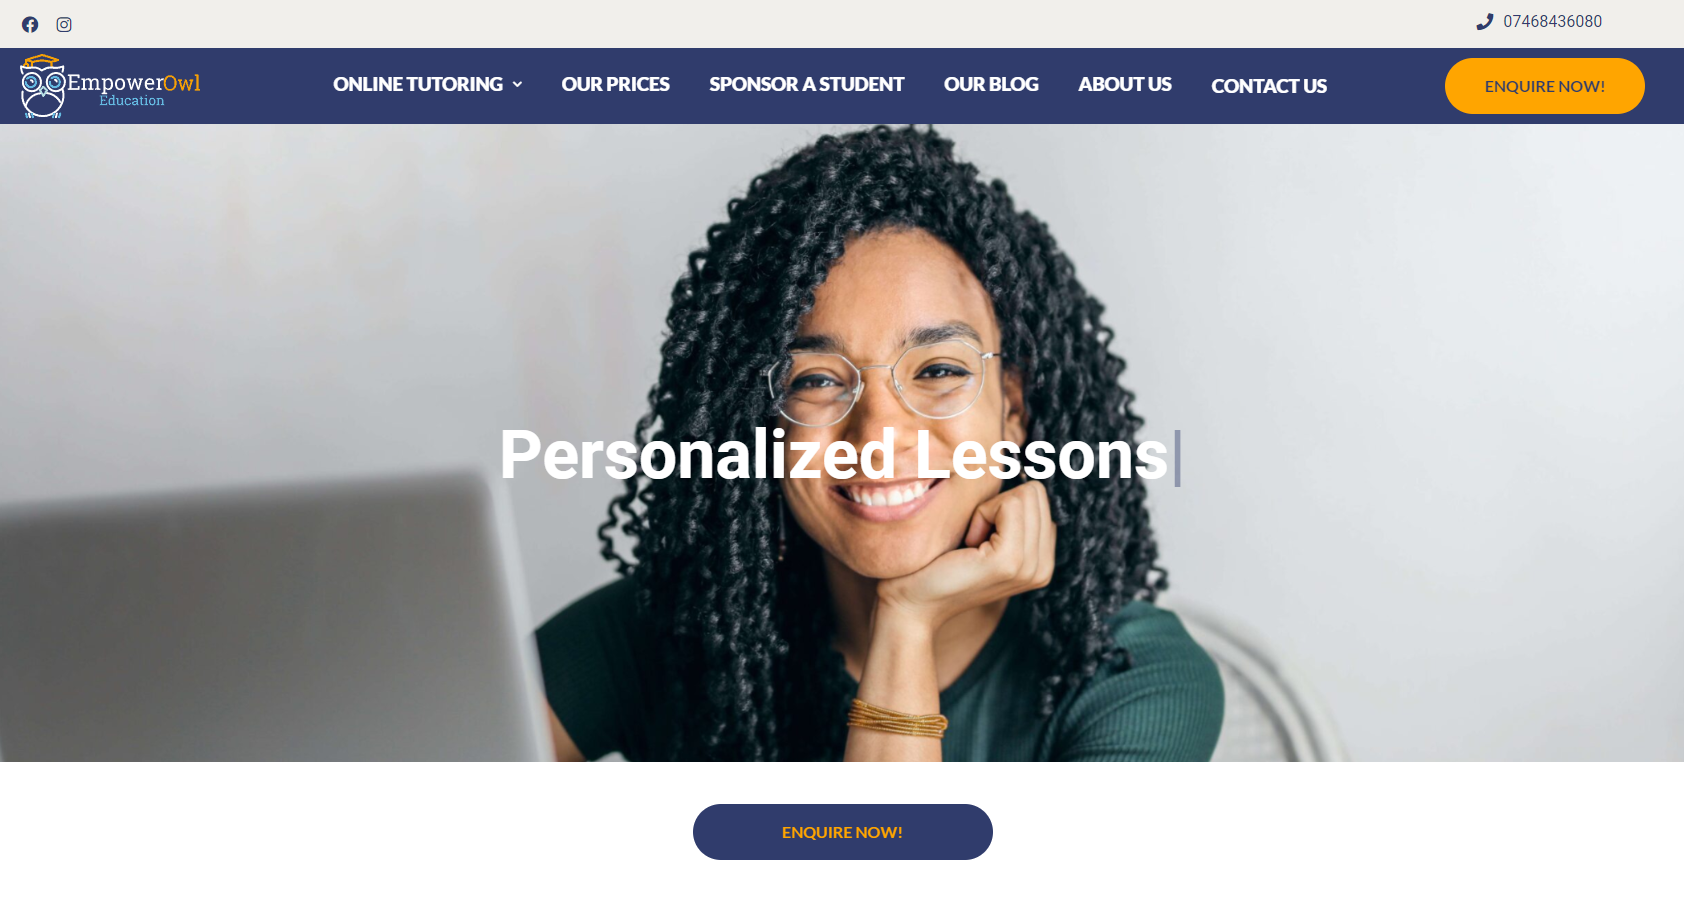 07468436080
EmpowerOwl
Education
ONLINE TUTORING
OUR PRICES
SPONSOR A STUDENT
OUR BLOG
ABOUT US
CONTACT US
ENQUIRE NOW!
Personalized Lessons|
ENQUIRE NOW!